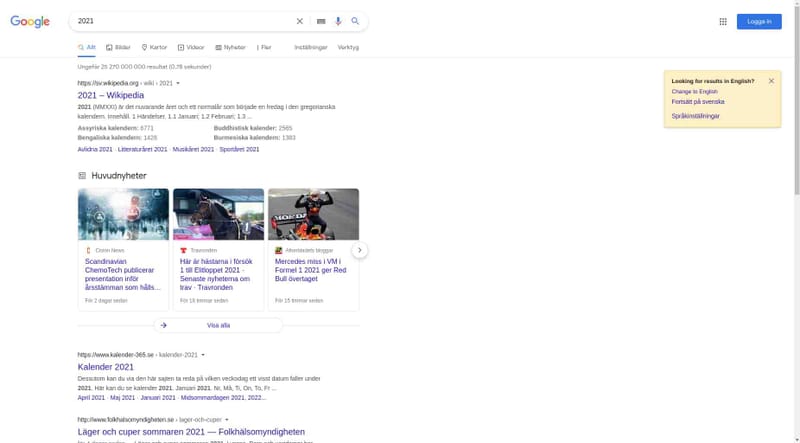 Google
2021
Logga in
Allt
Bilder
Kartor
Videor
Nyheter
Fler
Inställningar
Verktyg
Ungefär 25 270 000 000 resultat (0,78 sekunder)
https://sv.wikipedia.org › wiki › 2021
2021 – Wikipedia
2021 (MMXXI) är det nuvarande året och ett normalår som började en fredag i den gregorianska
kalendern. Innehåll. 1 Händelser. 1.1 Januari; 1.2 Februari; 1.3 ...
Assyriska kalendern: 6771
Buddhistisk kalender: 2565
Bengaliska kalendern: 1428
Burmesiska kalendern: 1383
Avlidna 2021 · Litteraturåret 2021 · Musikåret 2021 · Sportåret 2021
Looking for results in English?
Change to English
Fortsätt på svenska
Språkinställningar
Huvudnyheter
Cision News
Scandinavian
ChemoTech publicerar
presentation inför
årsstämman som hålls...
För 2 dagar sedan
HONDA
Travronden
Här är hästarna i försök
1 till Elitloppet 2021 -
Senaste nyheterna om
trav - Travronden
Aftonbladets bloggar
Mercedes miss i VM i
Formel 1 2021 ger Red
Bull övertaget
För 15 timmar sedan
Visa alla
https://www.kalender-365.se › kalender-2021
Kalender 2021
Dessutom kan du via den här sajten ta reda på vilken veckodag ett visst datum faller under
2021. Här kan du se kalender 2021. Januari 2021. Nr, Må, Ti, On, To, Fr ...
April 2021 · Maj 2021 · Januari 2021 · Midsommardagen 2021, 2022...
http://www.folkhalsomyndigheten.se › lager-och-cuper
Läger och cuper sommaren 2021 — Folkhälsomyndigheten